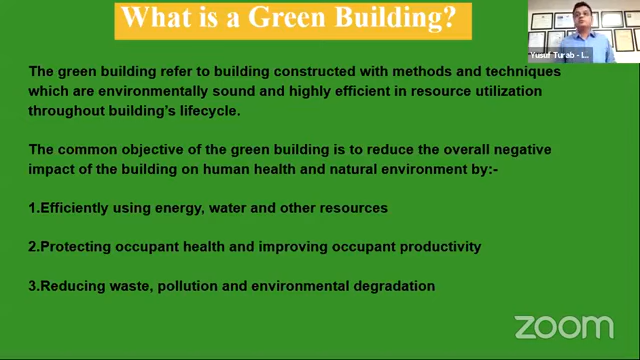 What is a Green Building?
Yusuf Turab - I...
The green building refer to building constructed with methods and techniques
which are environmentally sound and highly efficient in resource utilization
throughout building's lifecycle.
The common objective of the green building is to reduce the overall negative
impact of the building on human health and natural environment by:-
1.Efficiently using energy, water and other resources
2.Protecting occupant health and improving occupant productivity
3.Reducing waste, pollution and environmental degradation
zoom